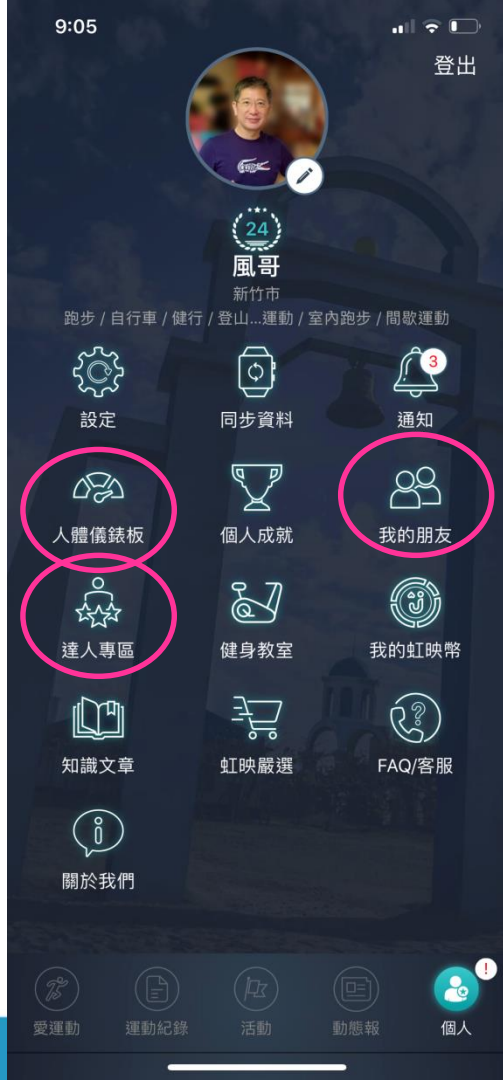 9:05
登出
24
風哥
新竹市
跑步 / 自行車 / 健行 / 登山...運動 / 室內跑步 / 間歇運動
3
設定 同步資料 通知
人體儀錶板 個人成就 我的朋友
達人專區 健身教室 我的虹映幣
知識文章 虹映嚴選 FAQ/客服
關於我們
!
愛運動 運動紀錄 活動 動態報 個人